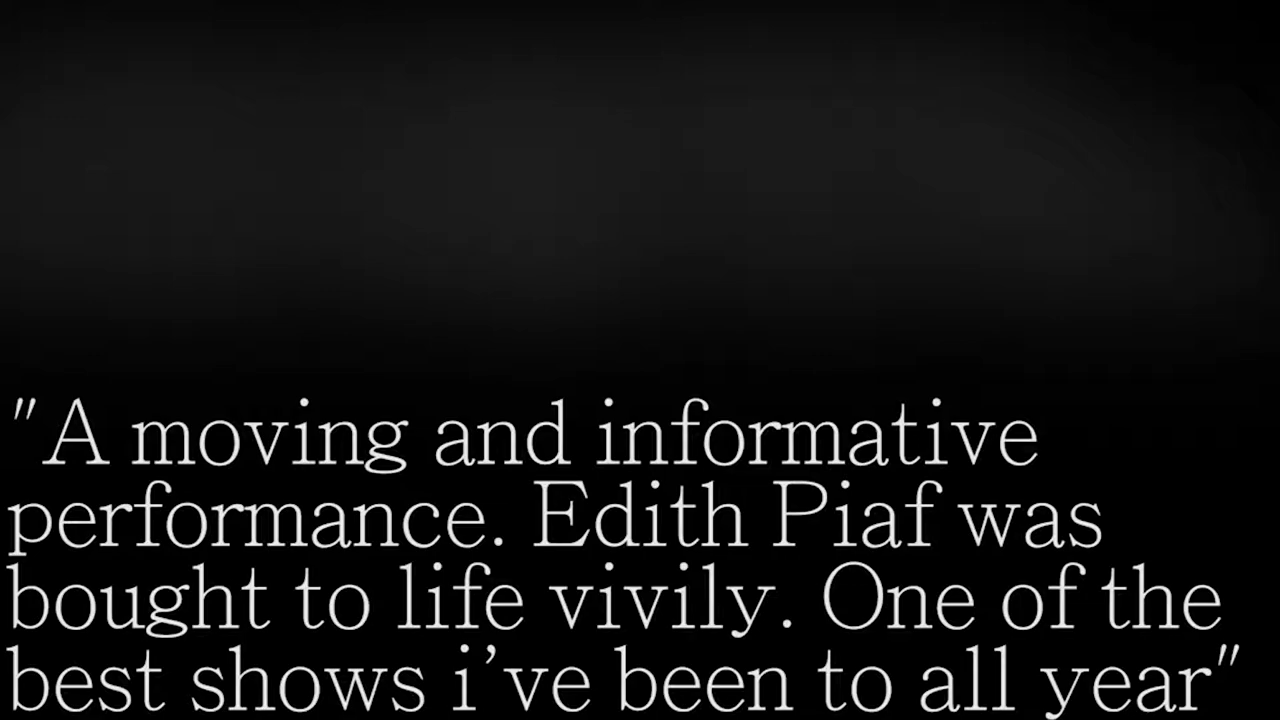 "A moving and informative
performance. Edith Piaf was
bought to life vivily. One of the
best shows i've been to all year"